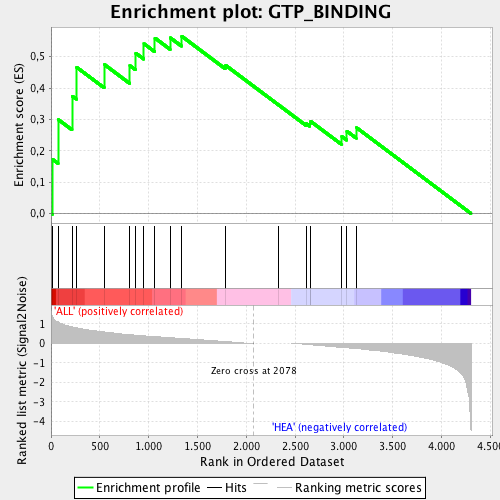 Enrichment plot: GTP_BINDING
Enrichment score (ES)
0,5
0,4
0,3
0,2
0,1
0,0
'ALL' (positively correlated)
Ranked list metric (Signal2Noise)
1
0
-1
-2
-3
-4
Zero cross at 2078
'HEA' (negatively correlated)
0 500 1.000 1.500 2.000 2.500 3.000 3.500 4.000 4.500
Rank in Ordered Dataset
Enrichment profile Hits Ranking metric scores